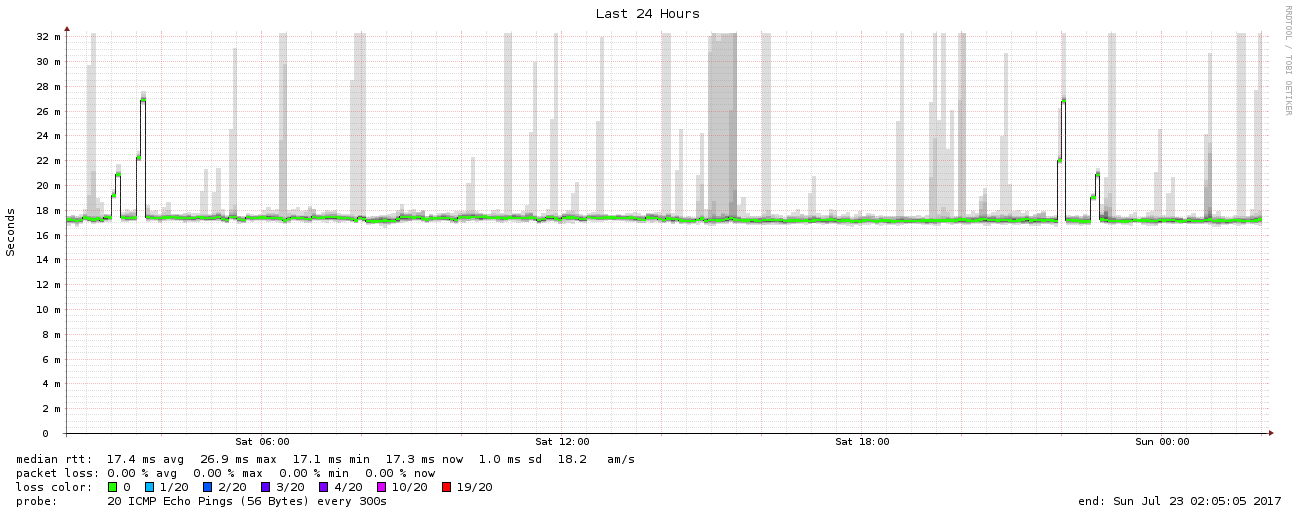 Last 24 Hours
RRDTOOL / TOBI OETIKER
Seconds
32 m
30 m
28 m
26 m
24 m
22 m
20 m
18 m
16 m
14 m
12 m
10 m
8 m
6 m
4 m
2 m
0
Sat 06:00 Sat 12:00 Sat 18:00 Sun 00:00
median rtt: 17.4 ms avg 26.9 ms max 17.1 ms min 17.3 ms now 1.0 ms sd 18.2 am/s
packet loss: 0.00 % avg 0.00 % max 0.00 % min 0.00 % now
loss color: 0 1/20 2/20 3/20 4/20 10/20 19/20
probe: 20 ICMP Echo Pings (56 Bytes) every 300s end: Sun Jul 23 02:05:05 2017